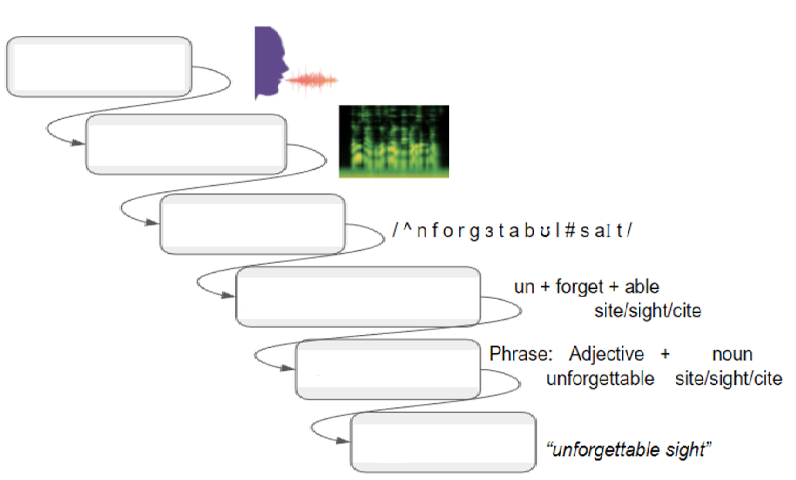 / ^ n f o r g ɜ t a b ʊ l # s a ɪ t /
un + forget + able
site/sight/cite
Phrase: Adjective + noun
unforgettable site/sight/cite
“unforgettable sight”